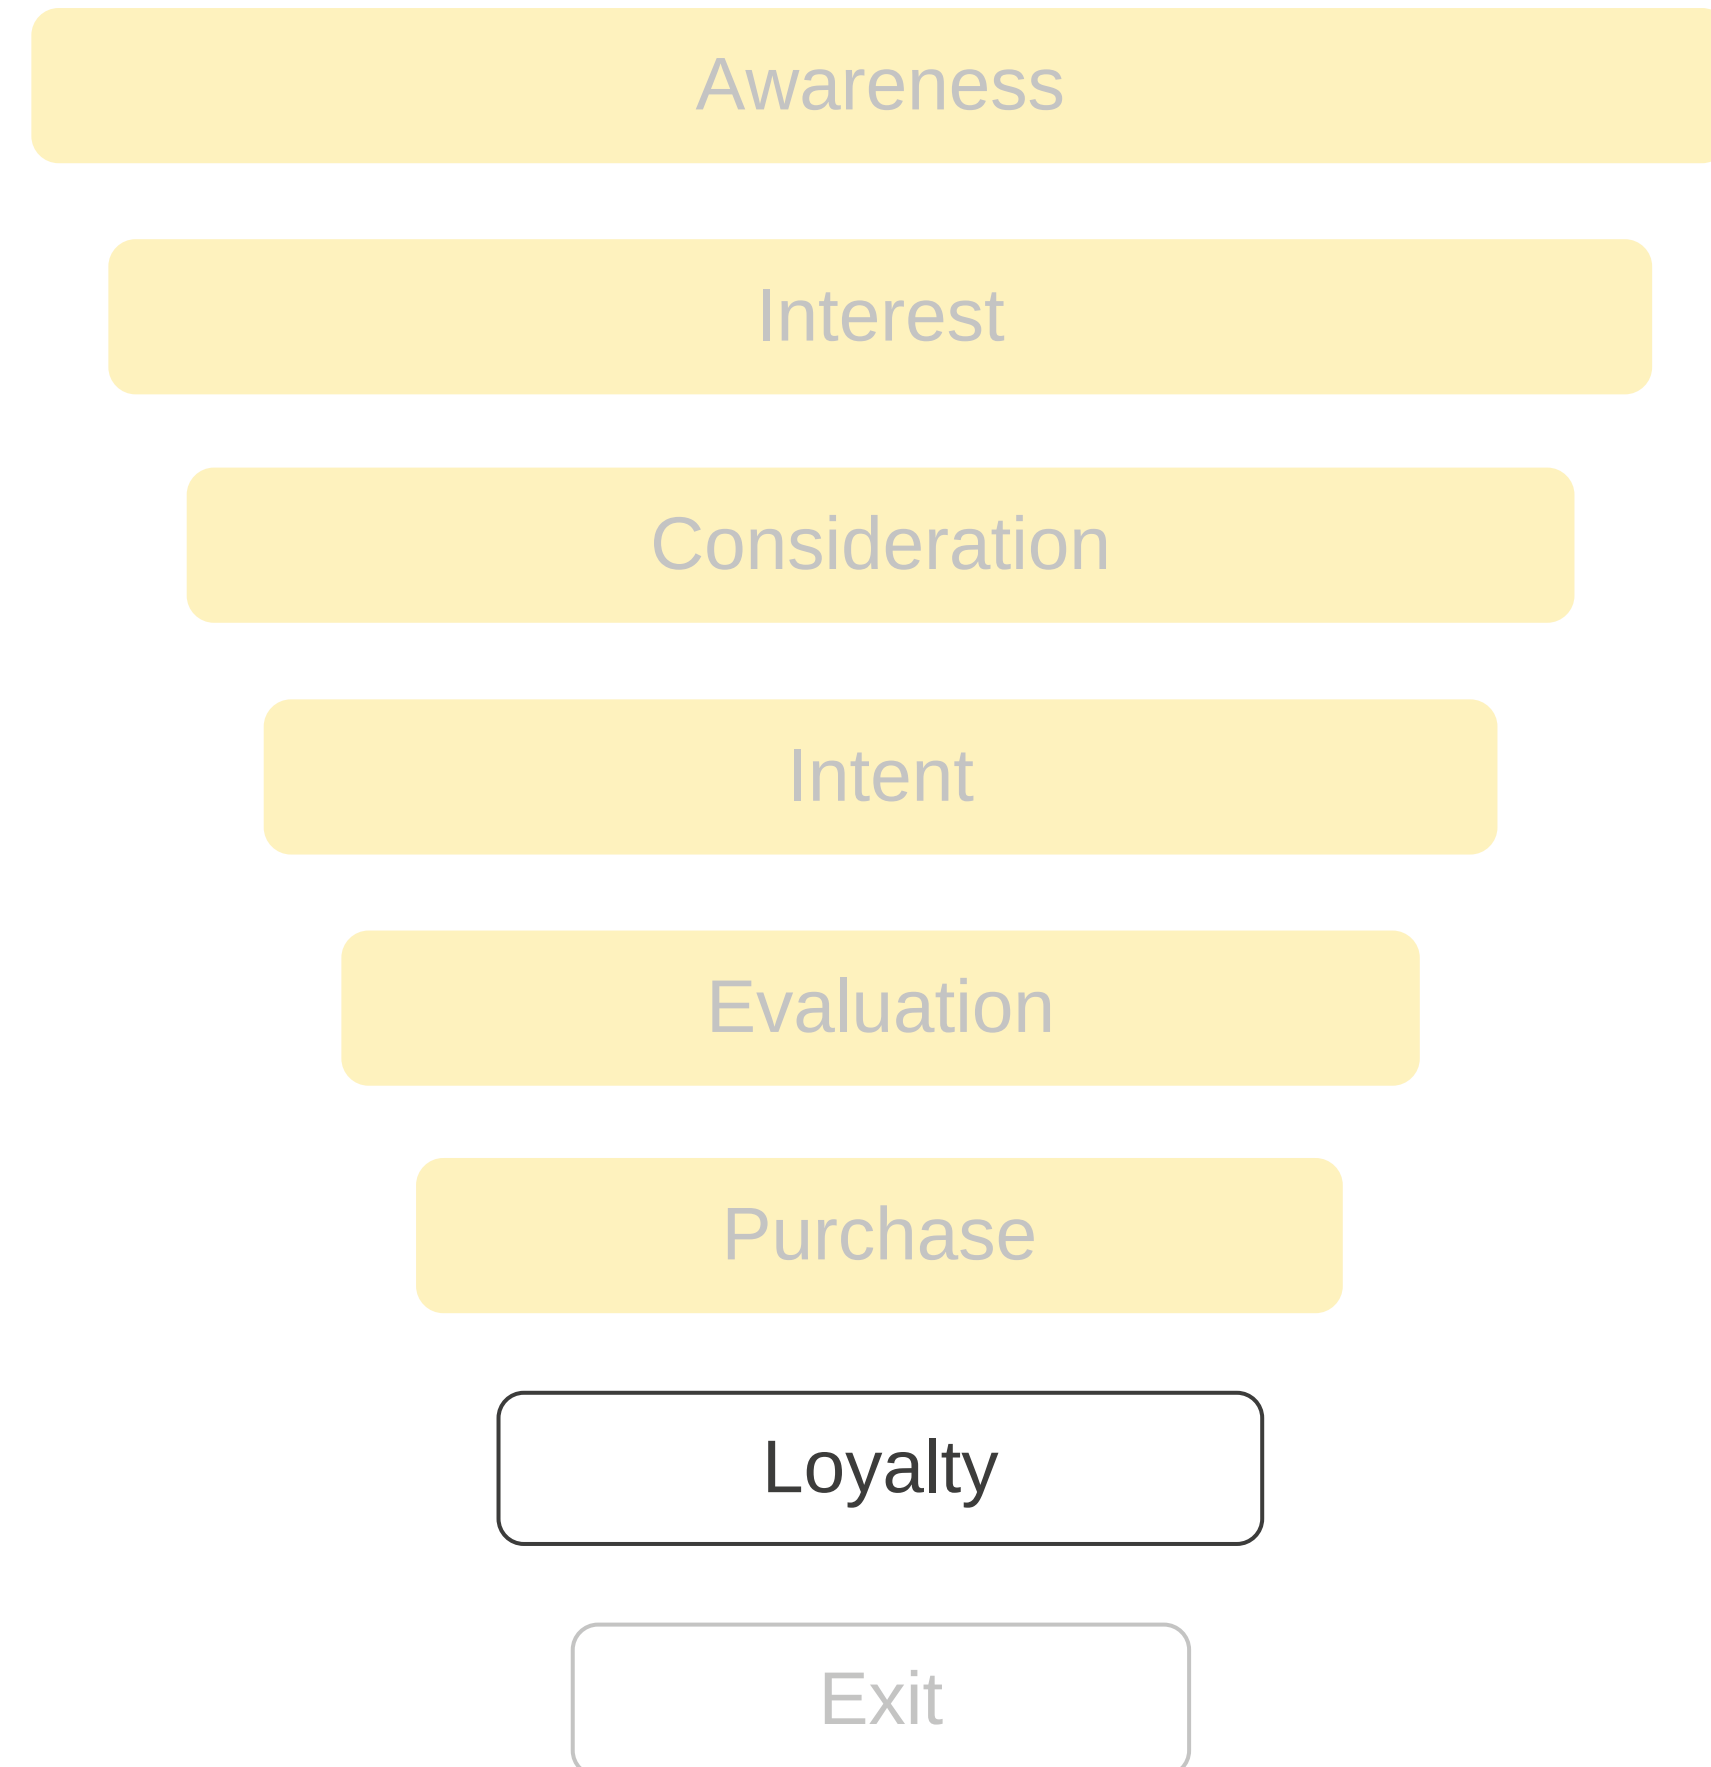 Awareness
Interest
Consideration
Intent
Evaluation
Purchase
Loyalty
Exit